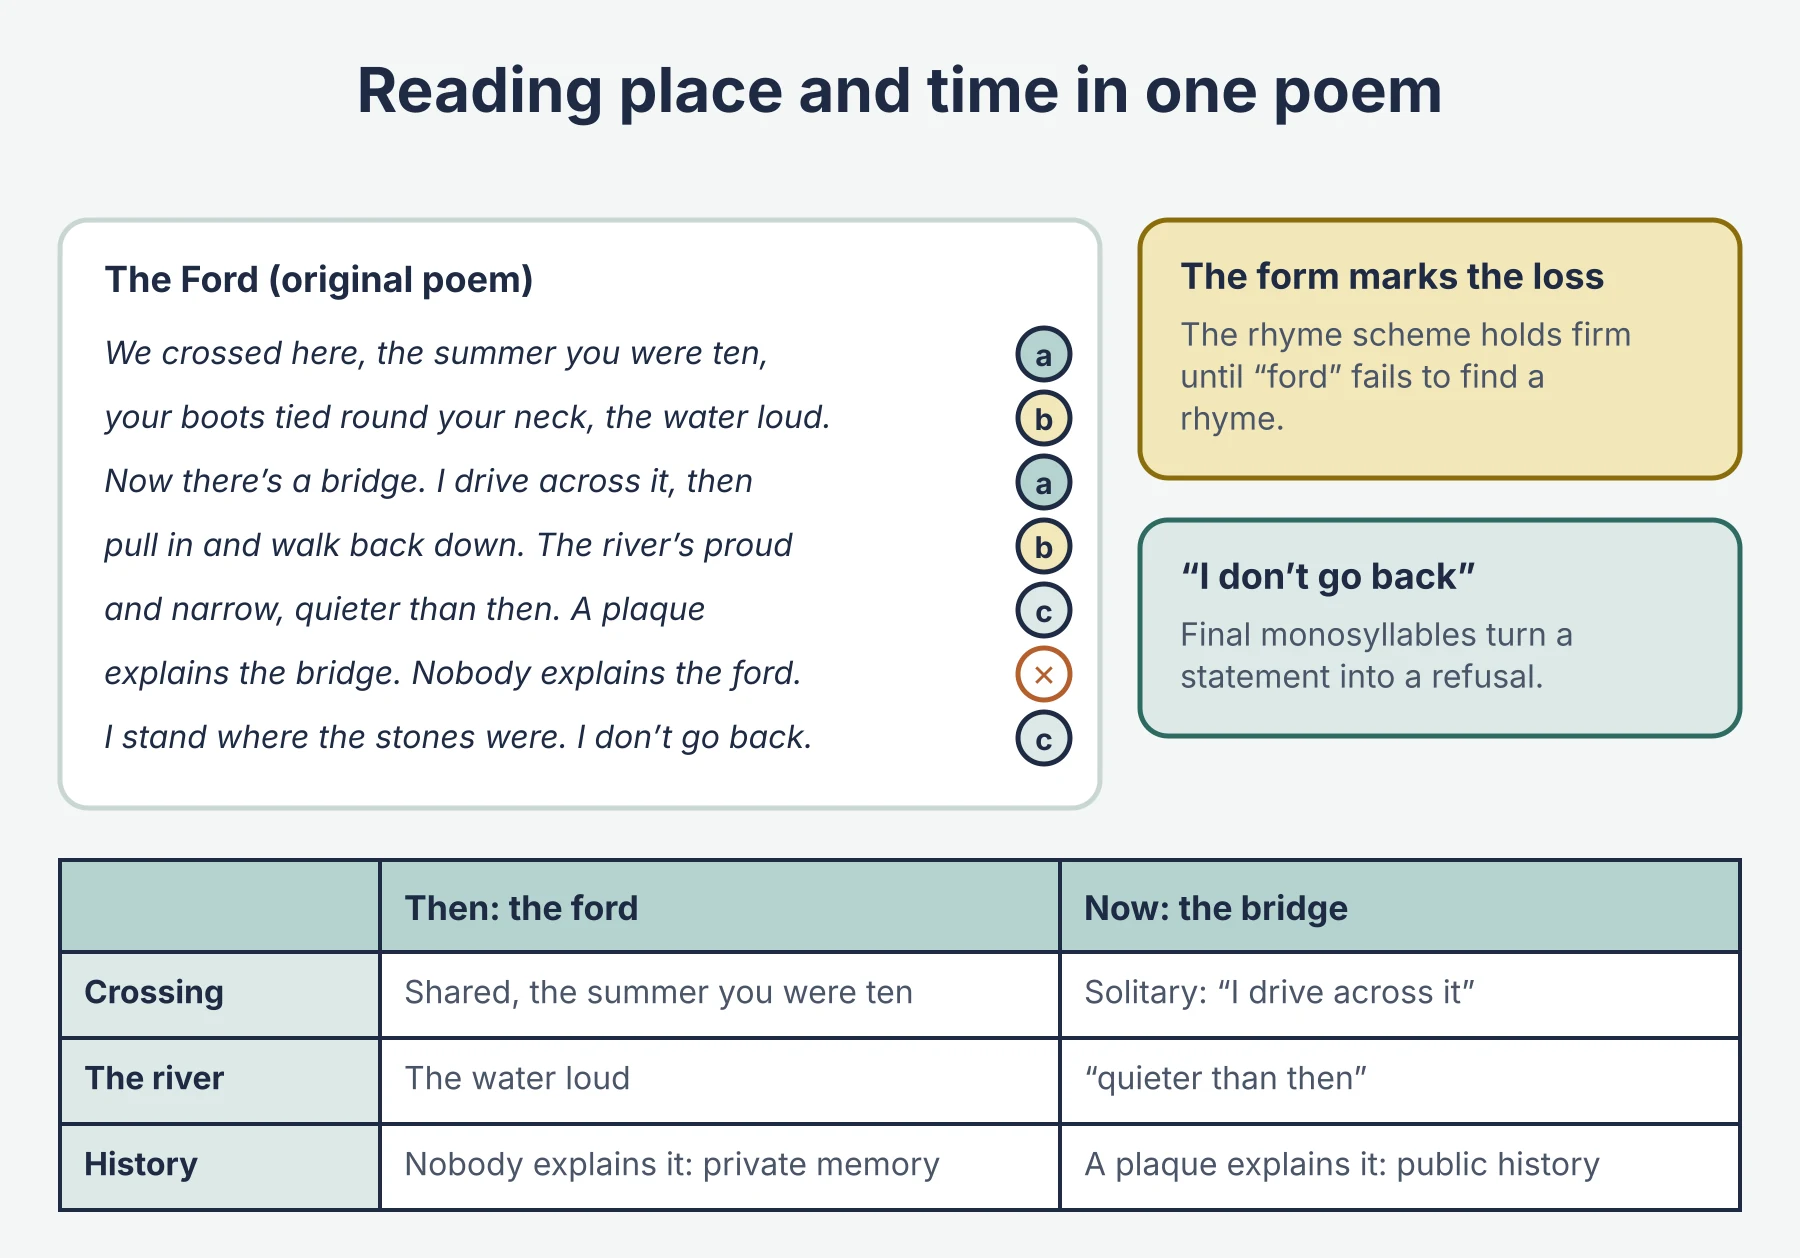 Reading place and time in one poem
The Ford (original poem)
We crossed here, the summer you were ten,
a
your boots tied round your neck, the water loud.
b
Now there’s a bridge. I drive across it, then
a
pull in and walk back down. The river’s proud
b
and narrow, quieter than then. A plaque
c
explains the bridge. Nobody explains the ford.
✕
I stand where the stones were. I don’t go back.
c
The form marks the loss
The rhyme scheme holds firm
until “ford” fails to find a
rhyme.
“I don’t go back”
Final monosyllables turn a
statement into a refusal.
Then: the ford
Now: the bridge
Crossing
Shared, the summer you were ten
Solitary: “I drive across it”
The river
The water loud
“quieter than then”
History
Nobody explains it: private memory
A plaque explains it: public history